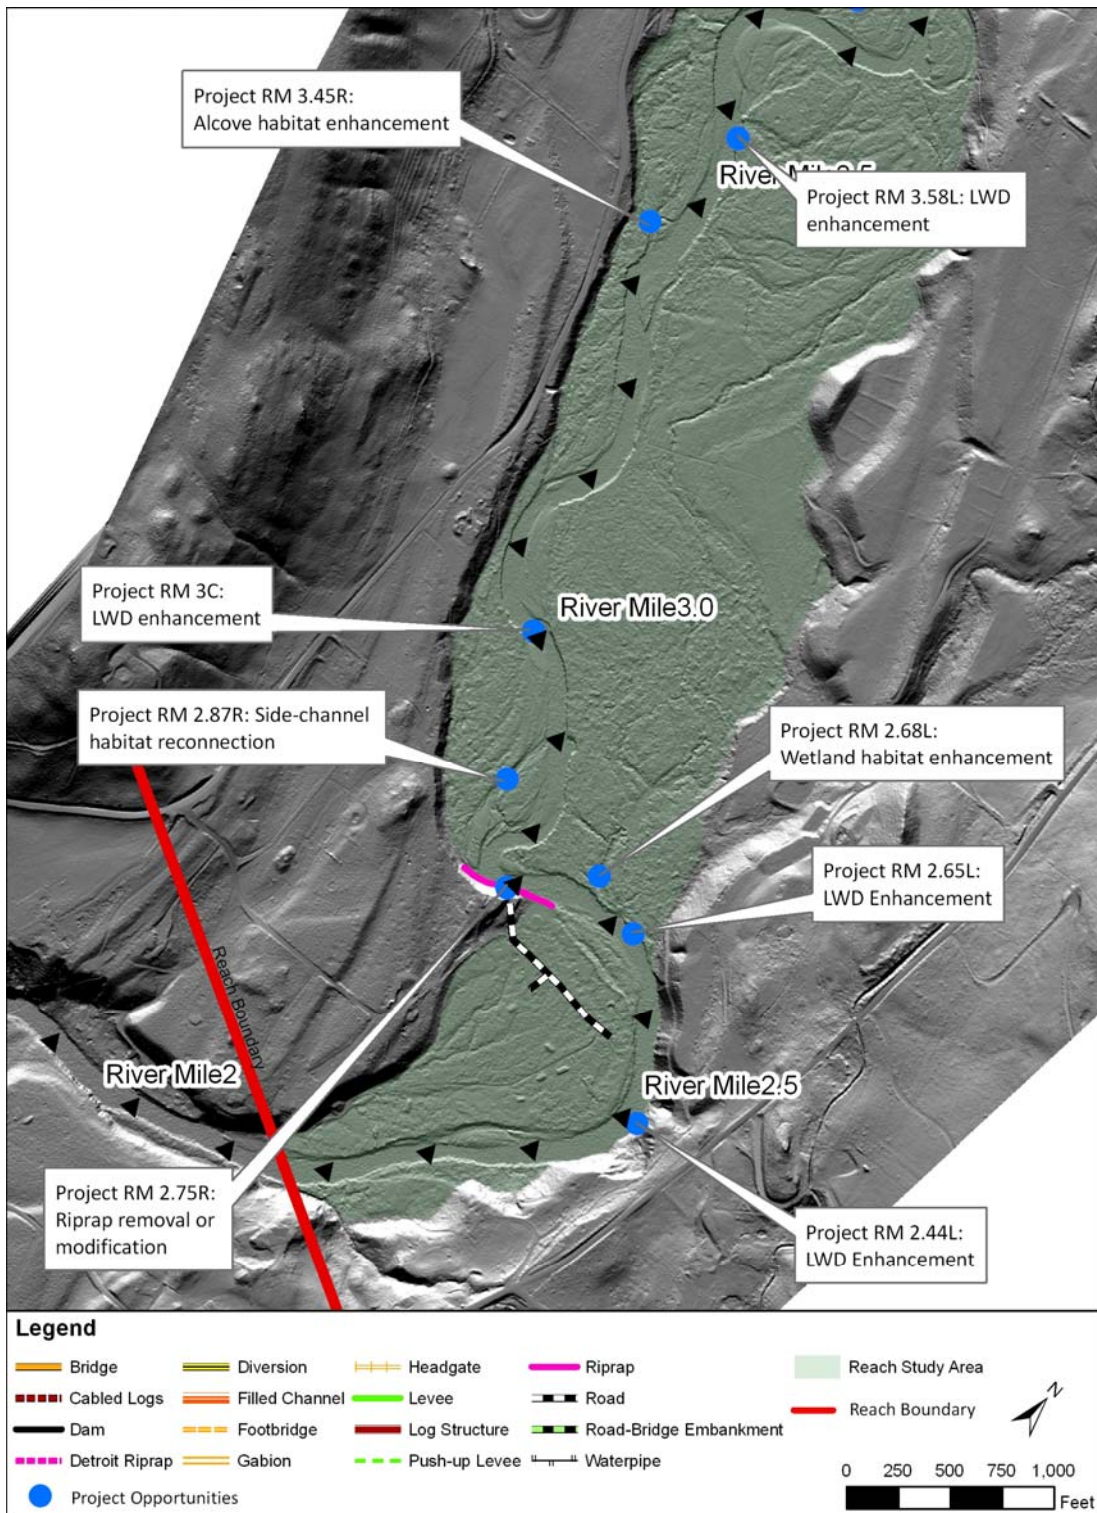 Project RM 3.45R:
Alcove habitat enhancement
River Mile3.5
Project RM 3.58L: LWD
enhancement
Project RM 3C:
LWD enhancement
River Mile3.0
Project RM 2.87R: Side-channel
habitat reconnection
Project RM 2.68L:
Wetland habitat enhancement
Project RM 2.65L:
LWD Enhancement
Reach Boundary
River Mile2
River Mile2.5
Project RM 2.75R:
Riprap removal or
modification
Project RM 2.44L:
LWD Enhancement
Legend
Bridge
Cabled Logs
Dam
Detroit Riprap
Project Opportunities
Diversion
Filled Channel
Footbridge
Gabion
Headgate
Levee
Log Structure
Push-up Levee
Riprap
Road
Road-Bridge Embankment
Waterpipe
Reach Study Area
Reach Boundary
N
0 250 500 750 1,000
Feet